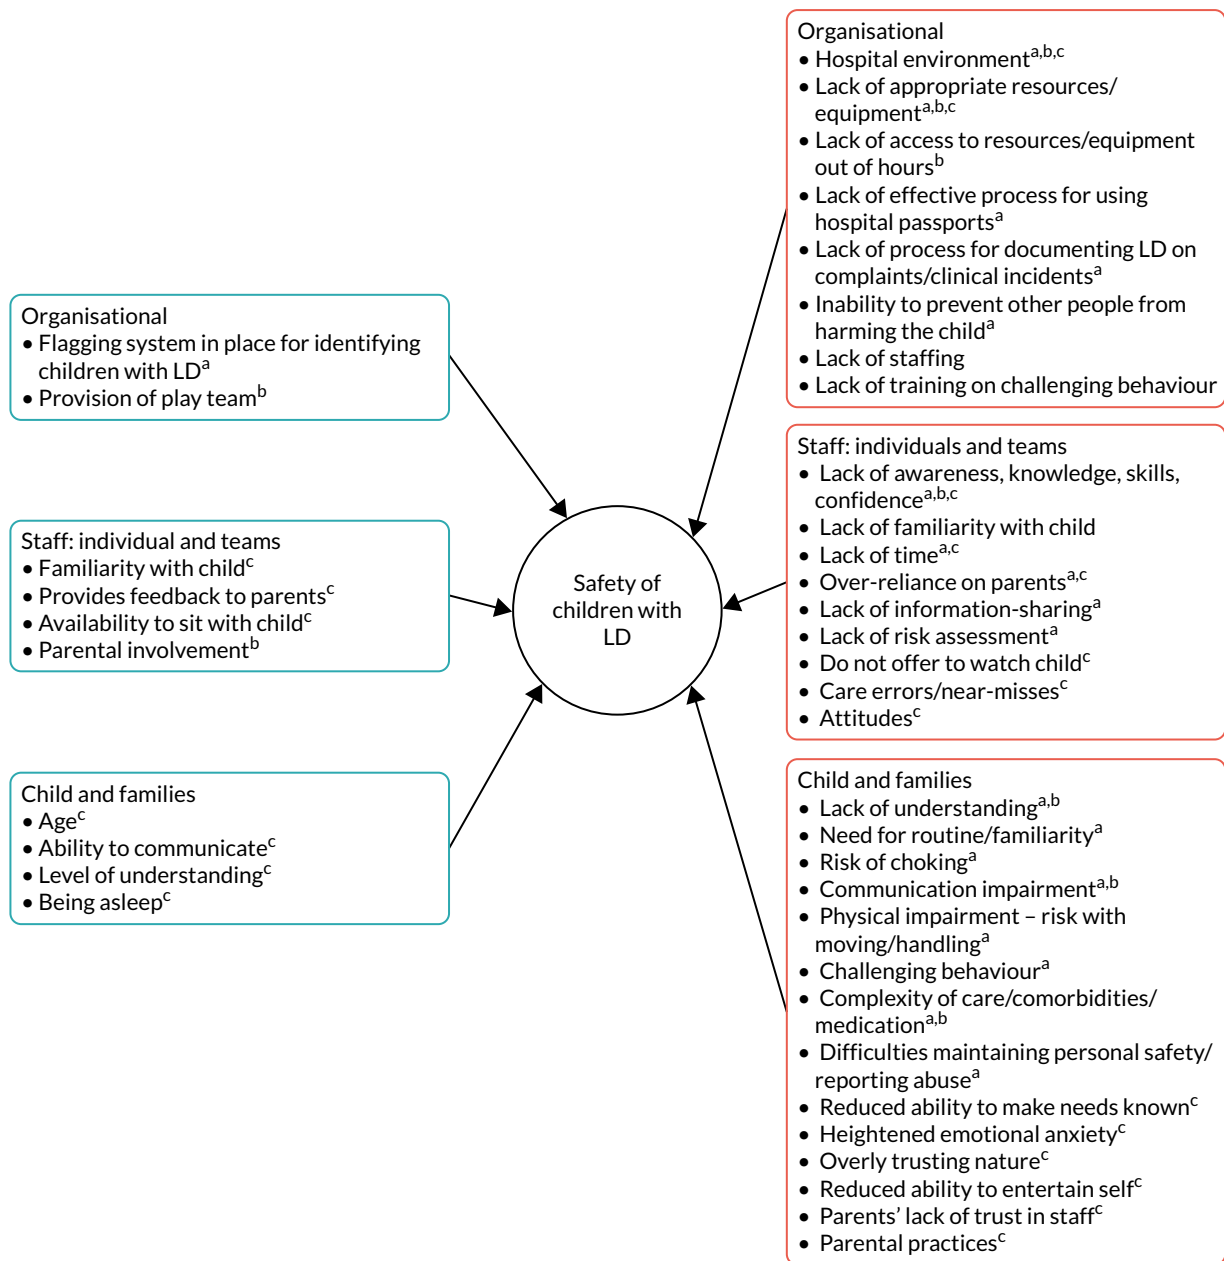 Organisational
• Flagging system in place for identifying
children with LDa
• Provision of play teamb
Staff: individual and teams
• Familiarity with childc
• Provides feedback to parentsc
• Availability to sit with childc
• Parental involvementb
Child and families
• Agec
• Ability to communicatec
• Level of understandingc
• Being asleepc
Safety of
children with
LD
Organisational
• Hospital environmenta,b,c
• Lack of appropriate resources/
equipmenta,b,c
• Lack of access to resources/equipment
out of hoursb
• Lack of effective process for using
hospital passportsa
• Lack of process for documenting LD on
complaints/clinical incidentsa
• Inability to prevent other people from
harming the childa
• Lack of staffing
• Lack of training on challenging behaviour
Staff: individuals and teams
• Lack of awareness, knowledge, skills,
confidencea,b,c
• Lack of familiarity with child
• Lack of timea,c
• Over-reliance on parentsa,c
• Lack of information-sharinga
• Lack of risk assessmenta
• Do not offer to watch childc
• Care errors/near-missesc
• Attitudesc
Child and families
• Lack of understandinga,b
• Need for routine/familiaritya
• Risk of chokinga
• Communication impairmenta,b
• Physical impairment – risk with
moving/handlinga
• Challenging behavioura
• Complexity of care/comorbidities/
medicationa,b
• Difficulties maintaining personal safety/
reporting abusea
• Reduced ability to make needs knownc
• Heightened emotional anxietyc
• Overly trusting naturec
• Reduced ability to entertain selfc
• Parents’ lack of trust in staffc
• Parental practicesc